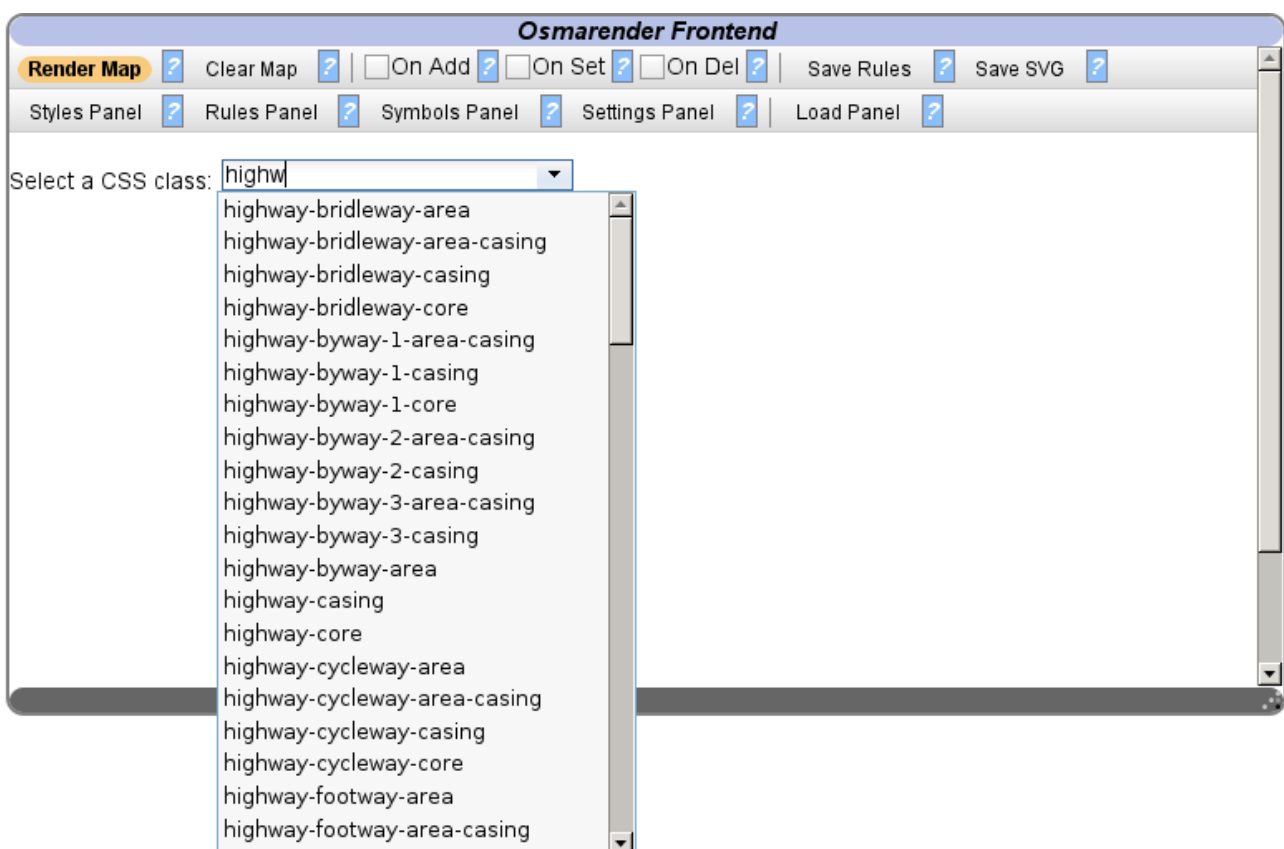 Osmarender Frontend
Render Map ? Clear Map ? On Add ? On Set ? On Del ? Save Rules ? Save SVG ?
Styles Panel ? Rules Panel ? Symbols Panel ? Settings Panel ? Load Panel ?
Select a CSS class: highw
highway-bridleway-area
highway-bridleway-area-casing
highway-bridleway-casing
highway-bridleway-core
highway-byway-1-area-casing
highway-byway-1-casing
highway-byway-1-core
highway-byway-2-area-casing
highway-byway-2-casing
highway-byway-3-area-casing
highway-byway-3-casing
highway-byway-area
highway-casing
highway-core
highway-cycleway-area
highway-cycleway-area-casing
highway-cycleway-casing
highway-cycleway-core
highway-footway-area
highway-footway-area-casing